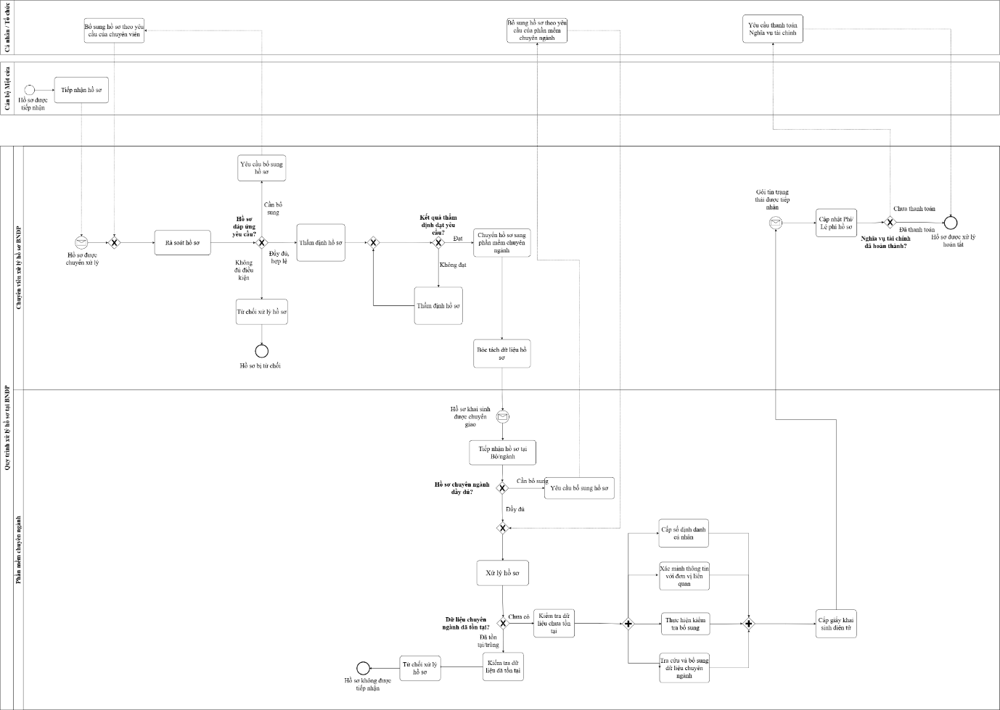 Cá nhân / Tổ chức
Bổ sung hồ sơ theo yêu
cầu của chuyên viên
Bổ sung hồ sơ theo yêu
cầu của phần mềm
chuyên ngành
Yêu cầu thanh toán
Nghĩa vụ tài chính
Cán bộ Một cửa
Hồ sơ được
tiếp nhận
Tiếp nhận hồ sơ
Quy trình xử lý hồ sơ tại BNDP
Chuyên viên xử lý hồ sơ BNDP
Hồ sơ được
chuyển xử lý
Rà soát hồ sơ
Yêu cầu bổ sung
hồ sơ
Cần bổ
sung
Hồ sơ
đáp ứng
yêu cầu?
Đầy đủ,
hợp lệ
Không
đủ điều
kiện
Từ chối xử lý hồ sơ
Hồ sơ bị từ chối
Thẩm định hồ sơ
Kết quả thẩm
định đạt yêu
cầu?
Đạt
Không đạt
Thẩm định hồ sơ
Chuyển hồ sơ sang
phần mềm chuyên
ngành
Bóc tách dữ liệu hồ
sơ
Gói tin trạng
thái được tiếp
nhận
Cập nhật Phí/
Lệ phí hồ sơ
Chưa thanh toán
Đã thanh toán
Nghĩa vụ tài chính
đã hoàn thành?
Hồ sơ được xử lý
hoàn tất
Phần mềm chuyên ngành
Hồ sơ khai sinh
được chuyển
giao
Tiếp nhận hồ sơ tại
Bộ/ngành
Hồ sơ chuyên ngành
đầy đủ?
Cần bổ sung
Yêu cầu bổ sung hồ sơ
Đầy đủ
Xử lý hồ sơ
Dữ liệu chuyên
ngành đã tồn tại?
Chưa có
Kiểm tra dữ
liệu chưa tồn
tại
Đã tồn
tại/trùng
Kiểm tra dữ
liệu đã tồn tại
Từ chối xử lý
hồ sơ
Hồ sơ không được
tiếp nhận
Cấp số định danh
cá nhân
Xác minh thông tin
với đơn vị liên
quan
Thực hiện kiểm
tra bổ sung
Tra cứu và bổ sung
dữ liệu chuyên
ngành
Cấp giấy khai
sinh điện tử